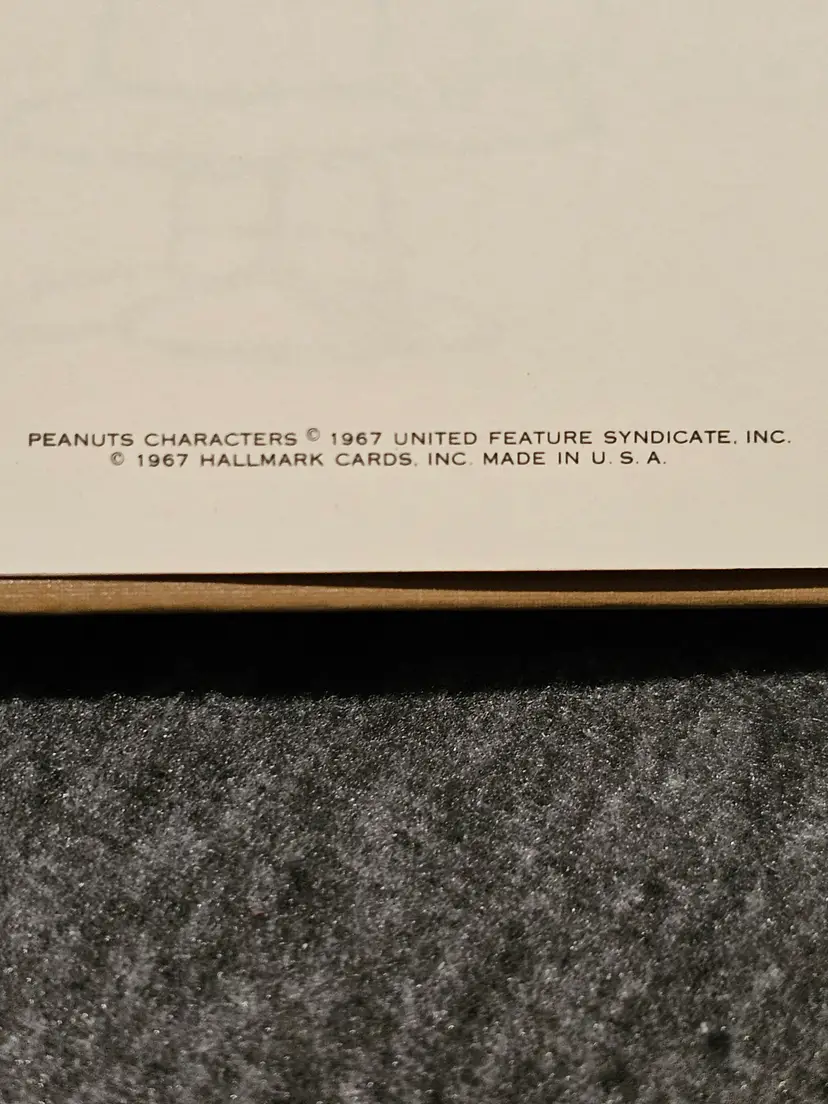 PEANUTS CHARACTERS © 1967 UNITED FEATURE SYNDICATE, INC.
© 1967 HALLMARK CARDS, INC. MADE IN U. S. A.